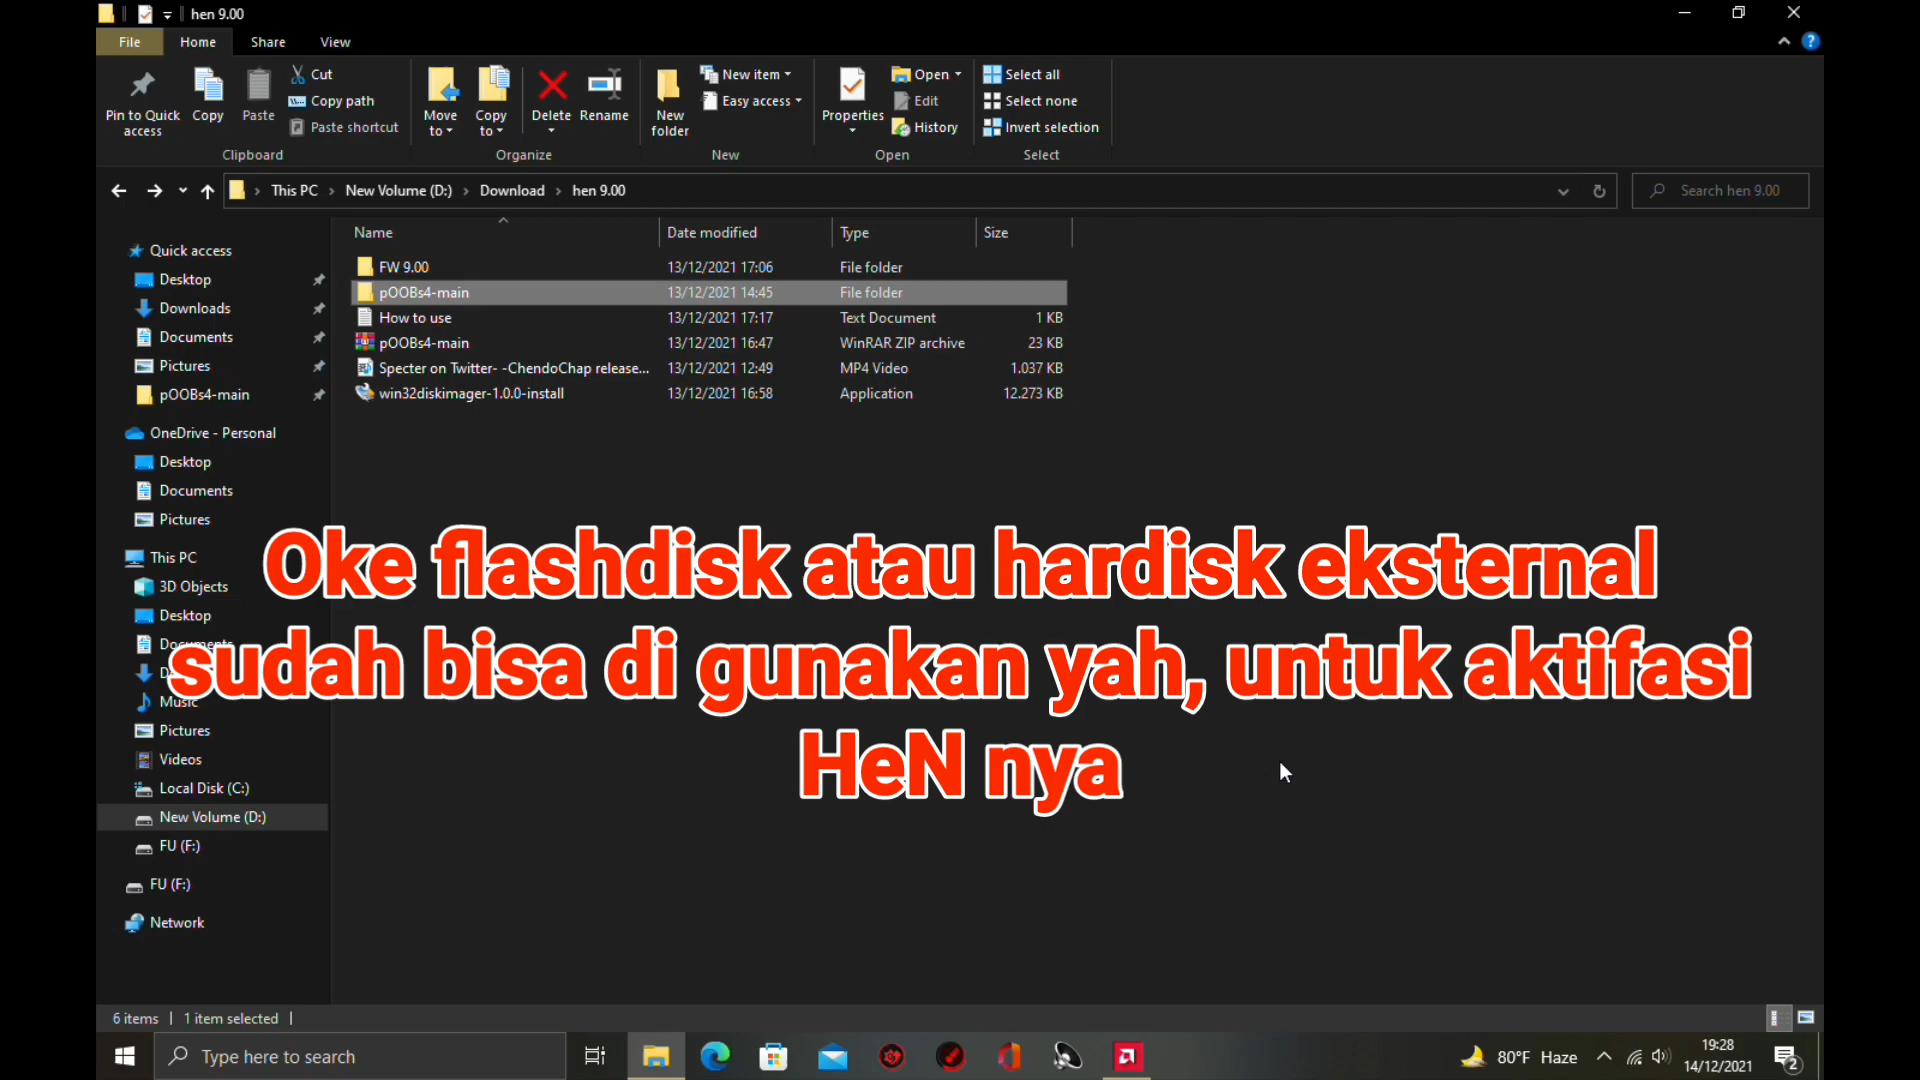 hen 9.00
File
Home
Share
View
Pin to Quick access
Copy
Paste
Cut
Copy path
Paste shortcut
Clipboard
Move to
Copy to
Delete
Rename
Organize
New folder
New item
Easy access
New
Properties
Open
Edit
History
Open
Select all
Select none
Invert selection
Select
This PC > New Volume (D:) > Download > hen 9.00
Search hen 9.00
Name Date modified Type Size
FW 9.00 13/12/2021 17:06 File folder
pOOBs4-main 13/12/2021 14:45 File folder
How to use 13/12/2021 17:17 Text Document 1 KB
pOOBs4-main 13/12/2021 16:47 WinRAR ZIP archive 23 KB
Specter on Twitter- -ChendoChap release... 13/12/2021 12:49 MP4 Video 1.037 KB
win32diskimager-1.0.0-install 13/12/2021 16:58 Application 12.273 KB
Quick access
Desktop
Downloads
Documents
Pictures
pOOBs4-main
OneDrive - Personal
Desktop
Documents
Pictures
This PC
3D Objects
Desktop
Documents
Music
Pictures
Videos
Local Disk (C:)
New Volume (D:)
FU (F:)
FU (F:)
Network
Oke flashdisk atau hardisk eksternal
sudah bisa di gunakan yah, untuk aktifasi
HeN nya
6 items
1 item selected
Type here to search
80°F Haze
19:28
14/12/2021
2